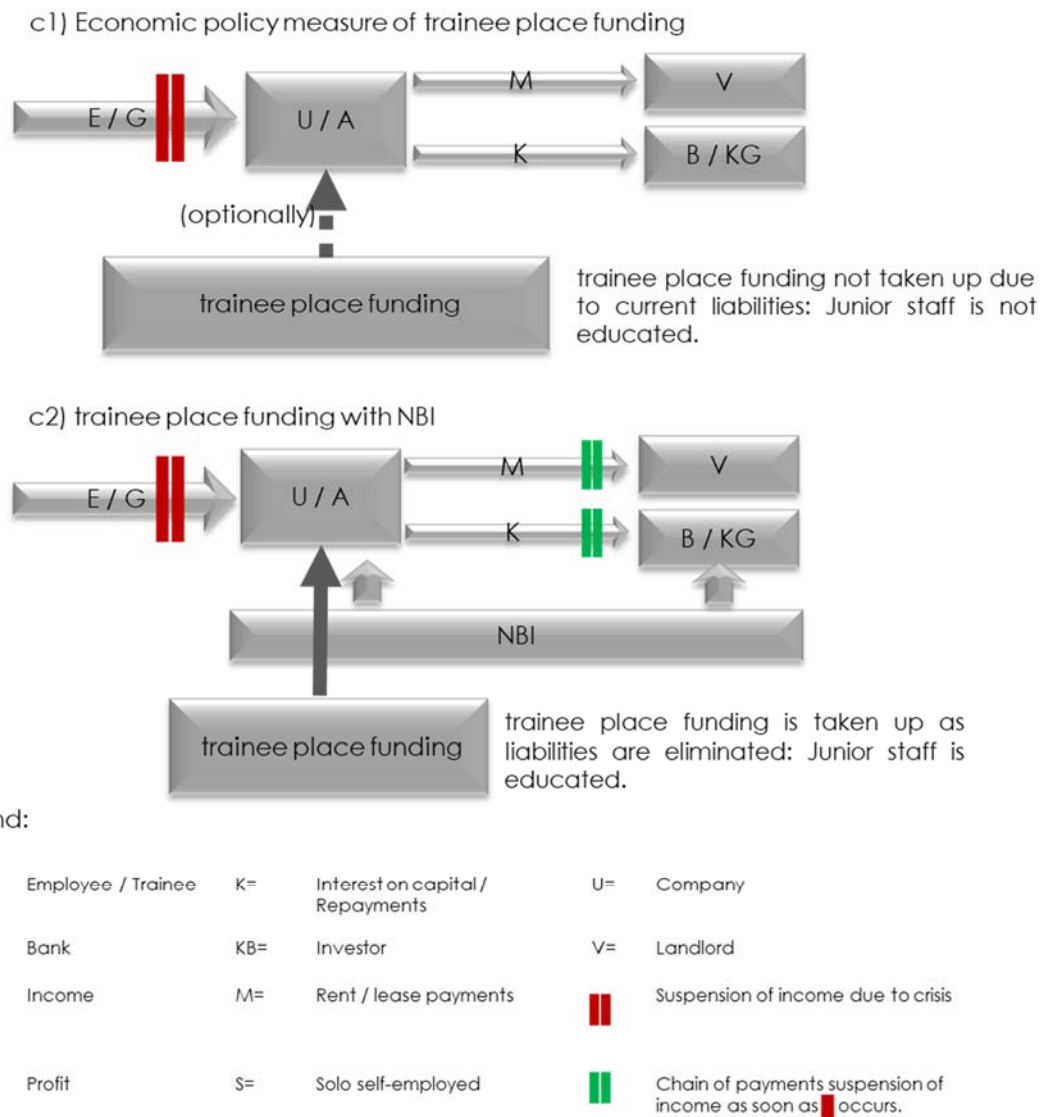 c1) Economic policy measure of trainee place funding
E / G
U / A
M
V
K
B / KG
(optionally)
trainee place funding
trainee place funding not taken up due
to current liabilities: Junior staff is not
educated.
c2) trainee place funding with NBI
E / G
U / A
M
V
K
B / KG
NBI
trainee place funding
trainee place funding is taken up as
liabilities are eliminated: Junior staff is
educated.
nd:
Employee / Trainee K= Interest on capital / U= Company
Repayments
Bank KB= Investor V= Landlord
Income M= Rent / lease payments Suspension of income due to crisis
Profit S= Solo self-employed Chain of payments suspension of
income as soon as occurs.